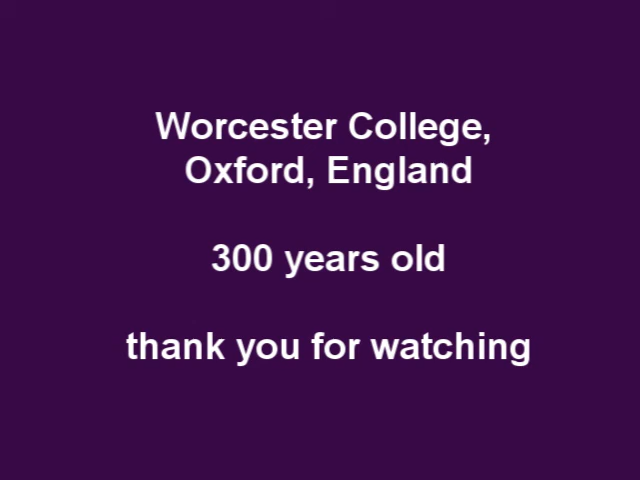 Worcester College,
Oxford, England
300 years old
thank you for watching